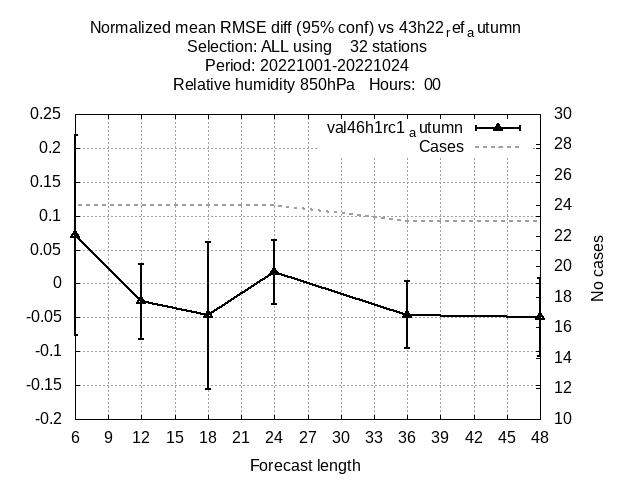 Normalized mean RMSE diff (95% conf) vs 43h22refautumn
Selection: ALL using 32 stations
Period: 20221001-20221024
Relative humidity 850hPa Hours: 00
val46h1rc1autumn
Cases
0.25
0.2
0.15
0.1
0.05
0
-0.05
-0.1
-0.15
-0.2
30
28
26
24
22
20
18
16
14
12
10
No cases
6 9 12 15 18 21 24 27 30 33 36 39 42 45 48
Forecast length